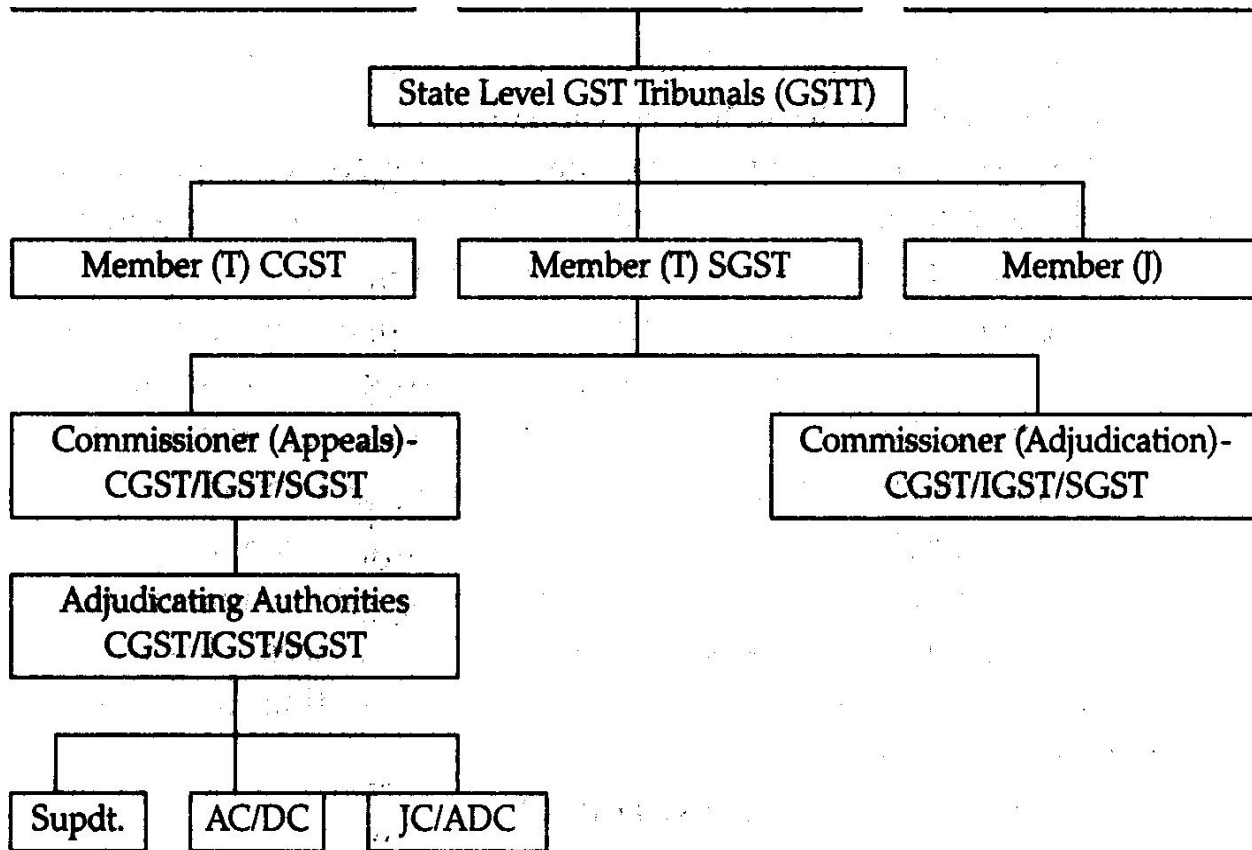 State Level GST Tribunals (GSTT)
Member (T) CGST
Member (T) SGST
Member (J)
Commissioner (Appeals)-
CGST/IGST/SGST
Commissioner (Adjudication)-
CGST/IGST/SGST
Adjudicating Authorities
CGST/IGST/SGST
Supdt.
AC/DC
JC/ADC